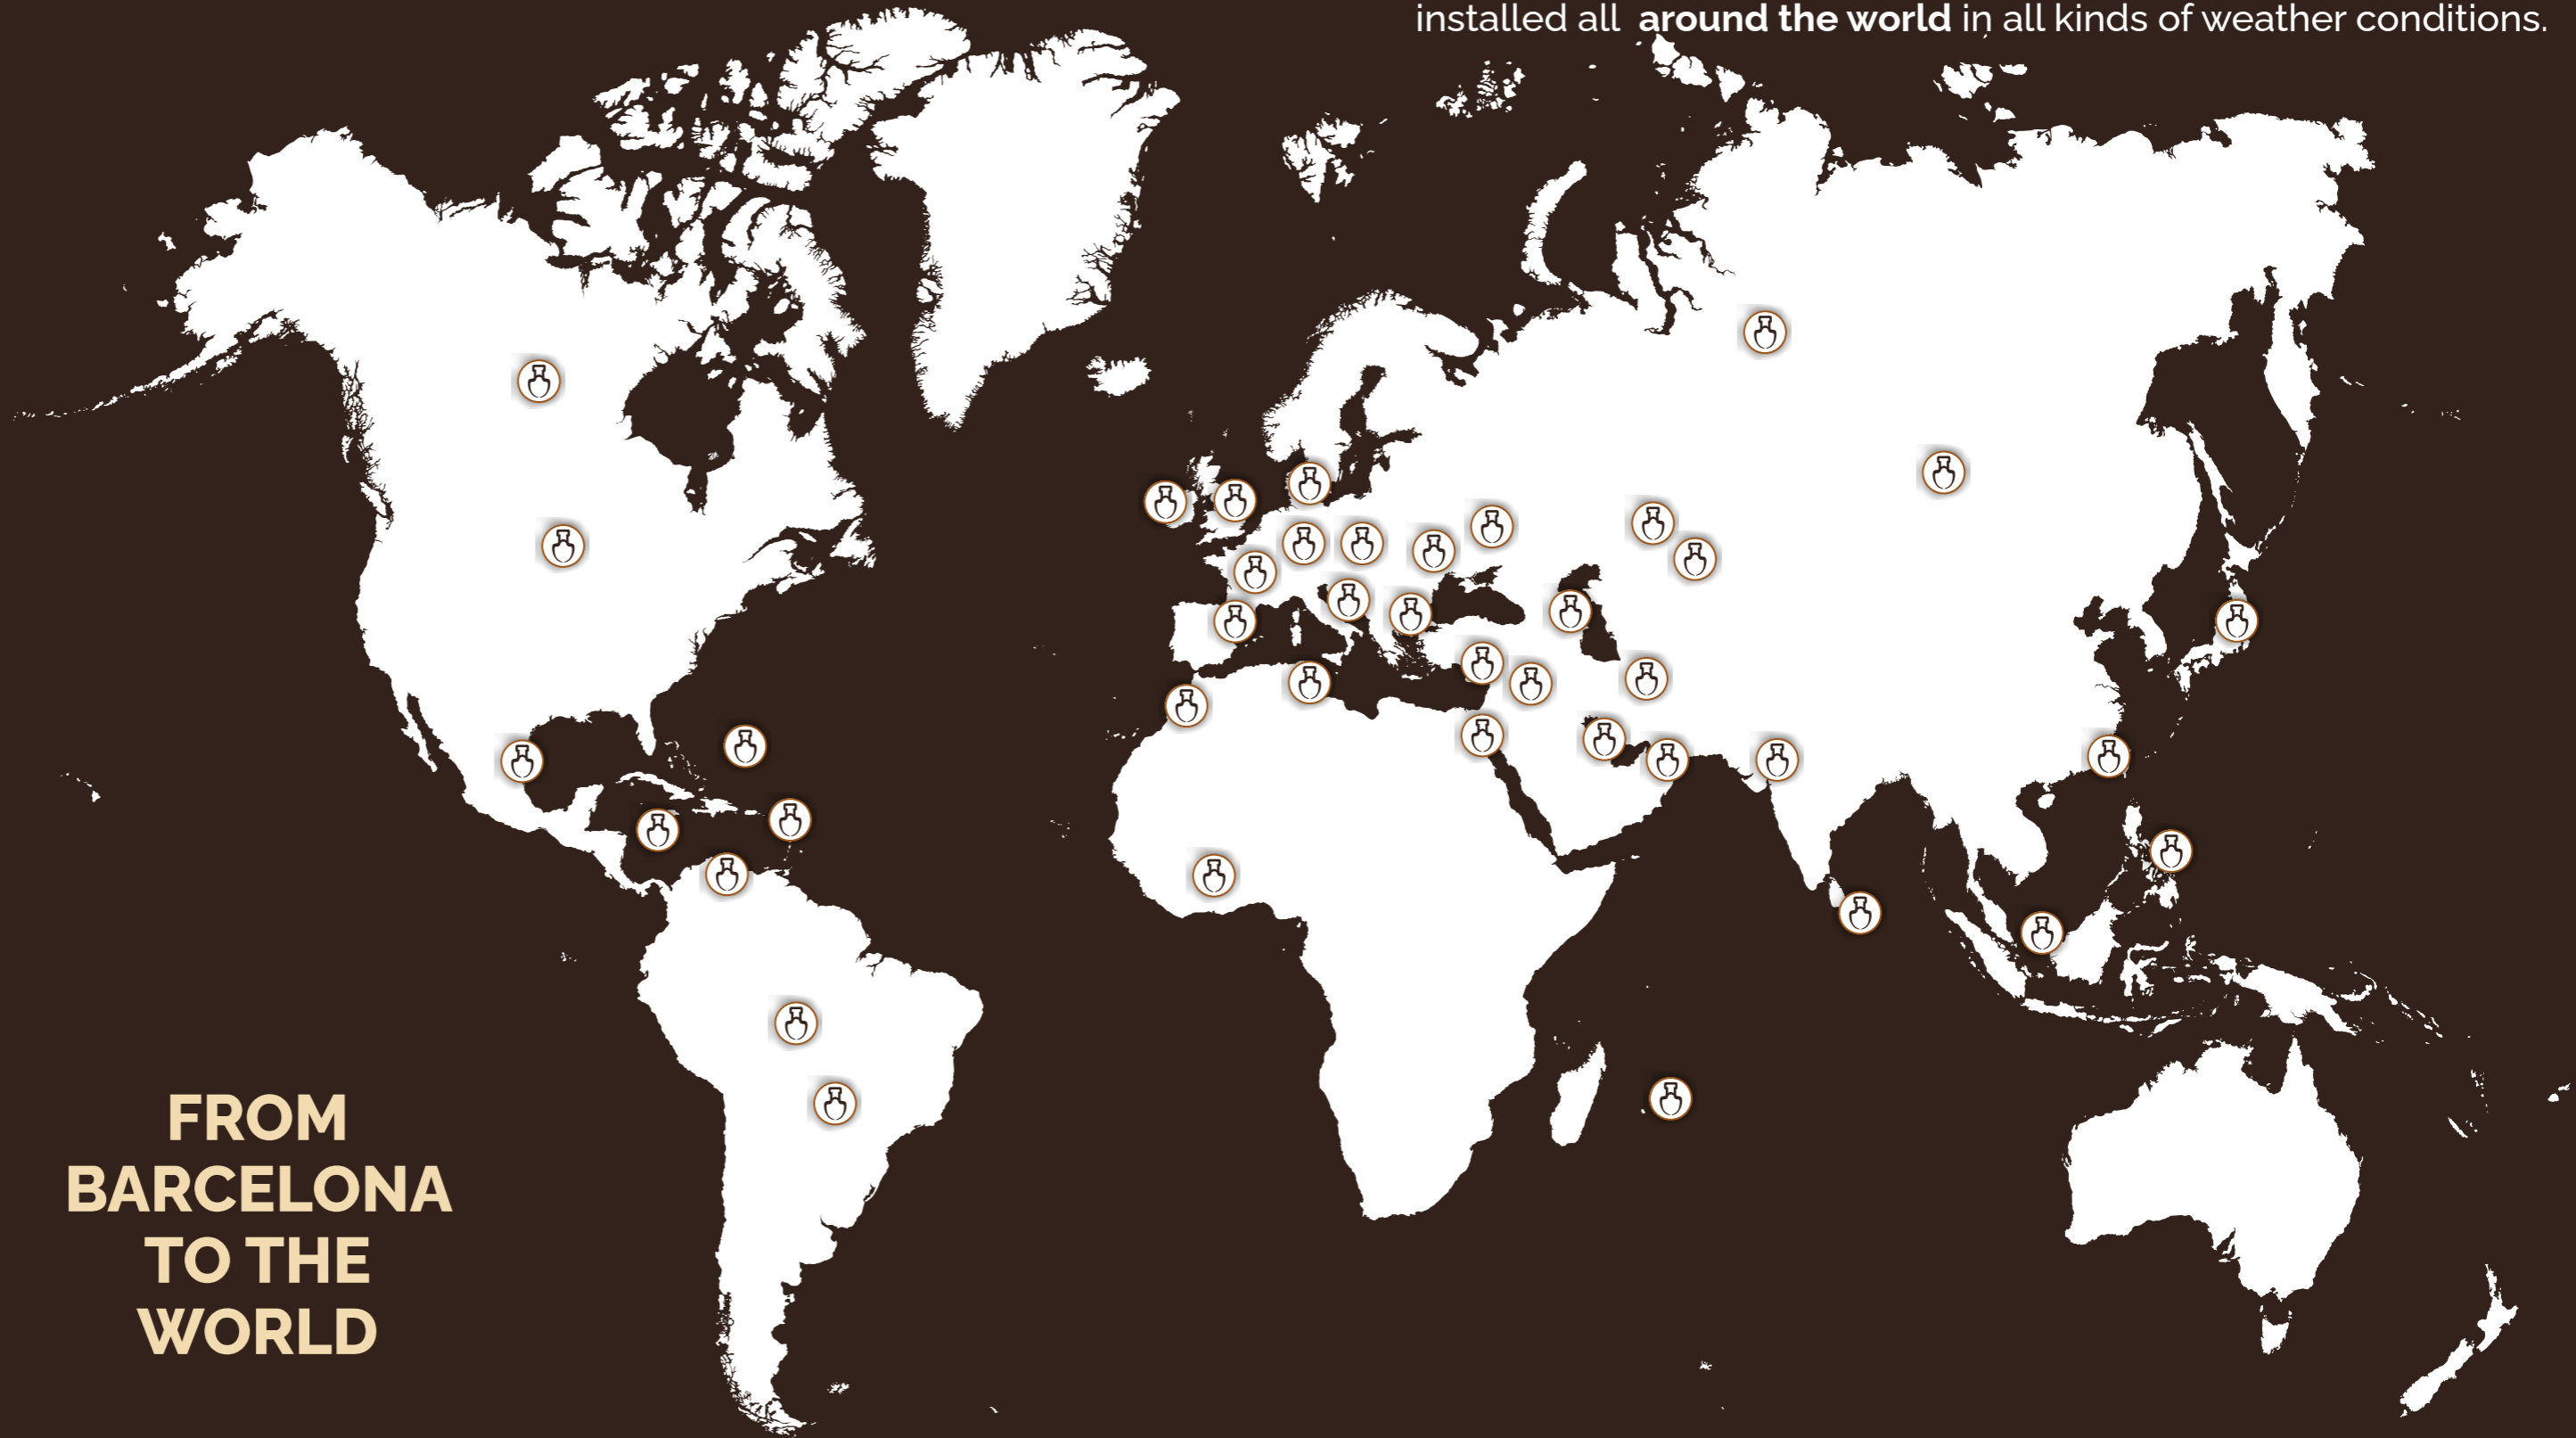 installed all around the world in all kinds of weather conditions.
FROM
BARCELONA
TO THE
WORLD